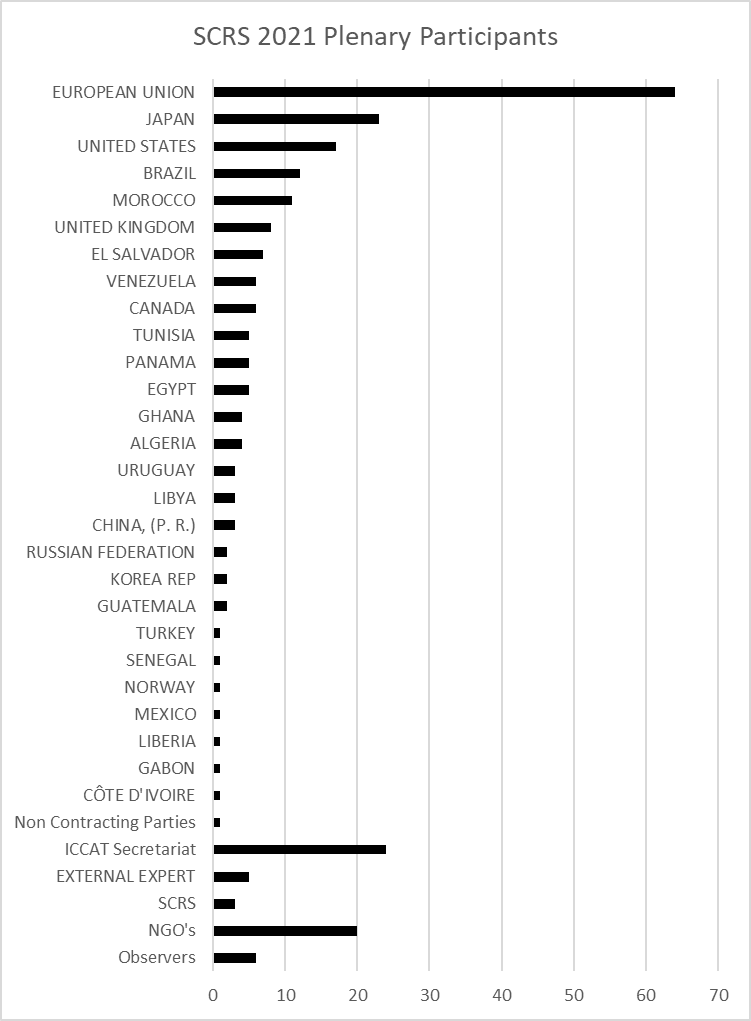 SCRS 2021 Plenary Participants
EUROPEAN UNION
JAPAN
UNITED STATES
BRAZIL
MOROCCO
UNITED KINGDOM
EL SALVADOR
VENEZUELA
CANADA
TUNISIA
PANAMA
EGYPT
GHANA
ALGERIA
URUGUAY
LIBYA
CHINA, (P. R.)
RUSSIAN FEDERATION
KOREA REP
GUATEMALA
TURKEY
SENEGAL
NORWAY
MEXICO
LIBERIA
GABON
CÔTE D'IVOIRE
Non Contracting Parties
ICCAT Secretariat
EXTERNAL EXPERT
SCRS
NGO's
Observers
0 10 20 30 40 50 60 70